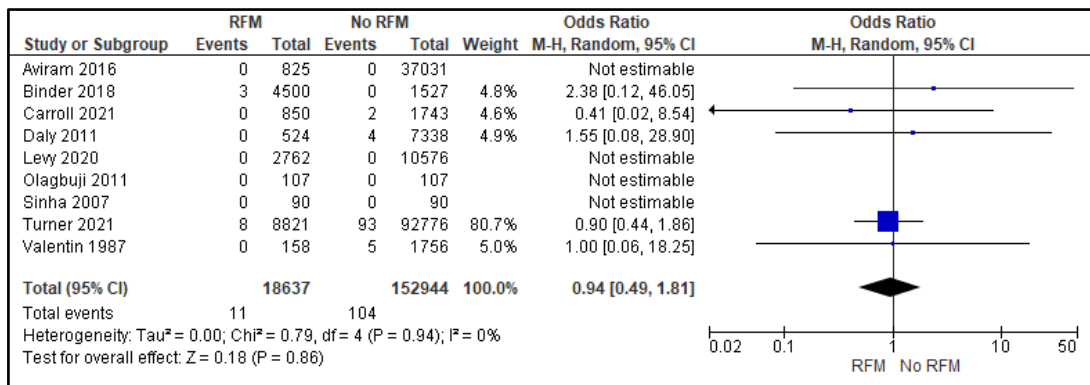 RFM No RFM Odds Ratio Odds Ratio
Study or Subgroup Events Total Events Total Weight M-H, Random, 95% CI M-H, Random, 95% CI
Aviram 2016 0 825 0 37031 Not estimable
Binder 2018 3 4500 0 1527 4.8% 2.38 [0.12, 46.05]
Carroll 2021 0 850 2 1743 4.6% 0.41 [0.02, 8.54]
Daly 2011 0 524 4 7338 4.9% 1.55 [0.08, 28.90]
Levy 2020 0 2762 0 10576 Not estimable
Olagbuji 2011 0 107 0 107 Not estimable
Sinha 2007 0 90 0 90 Not estimable
Turner 2021 8 8821 93 92776 80.7% 0.90 [0.44, 1.86]
Valentin 1987 0 158 5 1756 5.0% 1.00 [0.06, 18.25]
Total (95% CI) 18637 152944 100.0% 0.94 [0.49, 1.81]
Total events 11 104
Heterogeneity: Tau² = 0.00; Chi² = 0.79, df = 4 (P = 0.94); I² = 0%
Test for overall effect: Z = 0.18 (P = 0.86)
0.02 0.1 1 10 50
RFM No RFM